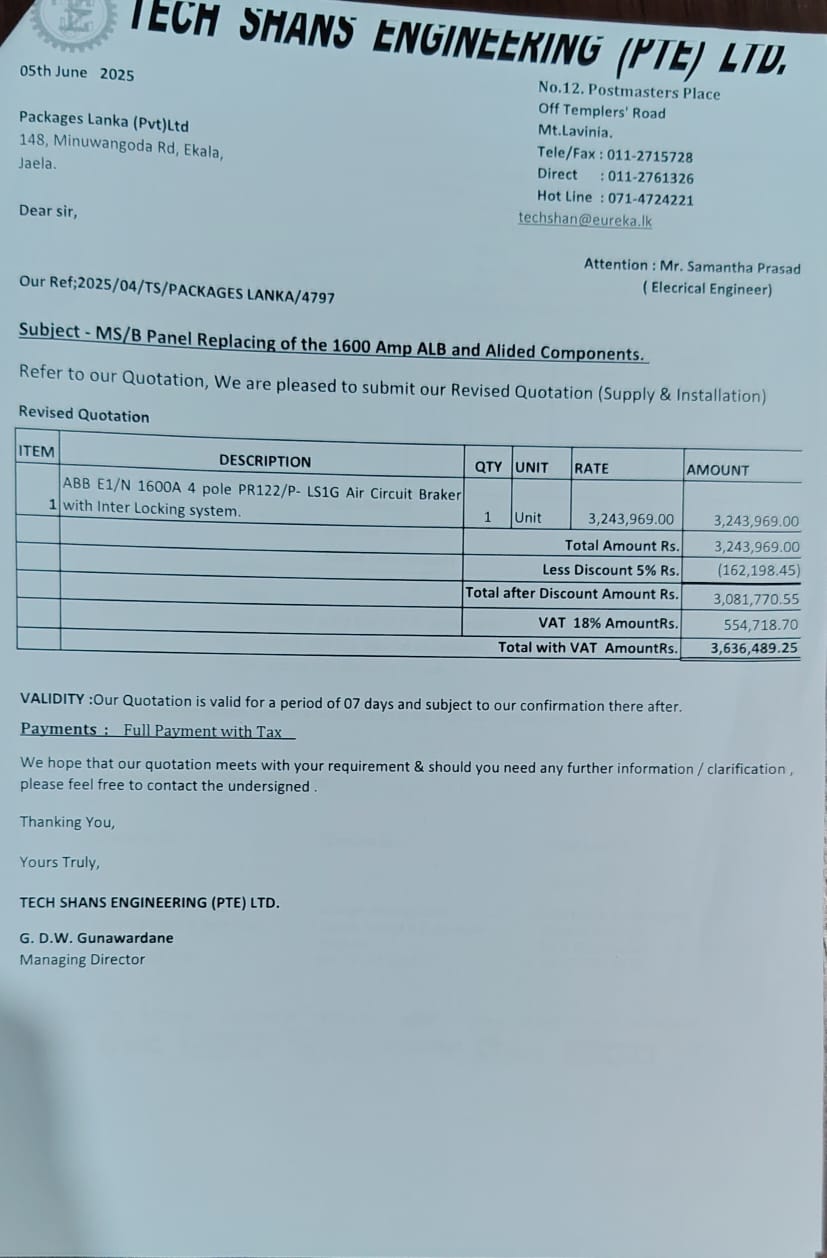 TECH SHANS ENGINEERING (PTE) LTD.
05th June 2025
No.12. Postmasters Place
Off Templers' Road
Mt.Lavinia.
Tele/Fax : 011-2715728
Direct : 011-2761326
Hot Line : 071-4724221
techshan@eureka.lk
Packages Lanka (Pvt)Ltd
148, Minuwangoda Rd, Ekala,
Jaela.
Dear sir,
Attention : Mr. Samantha Prasad
( Elecrical Engineer)
Our Ref;2025/04/TS/PACKAGES LANKA/4797
Subject - MS/B Panel Replacing of the 1600 Amp ALB and Alided Components.
Refer to our Quotation, We are pleased to submit our Revised Quotation (Supply & Installation)
Revised Quotation
ITEM DESCRIPTION QTY UNIT RATE AMOUNT
ABB E1/N 1600A 4 pole PR122/P- LS1G Air Circuit Braker
1 with Inter Locking system. 1 Unit 3,243,969.00 3,243,969.00
Total Amount Rs. 3,243,969.00
Less Discount 5% Rs. (162,198.45)
Total after Discount Amount Rs. 3,081,770.55
VAT 18% AmountRs. 554,718.70
Total with VAT AmountRs. 3,636,489.25
VALIDITY :Our Quotation is valid for a period of 07 days and subject to our confirmation there after.
Payments : Full Payment with Tax
We hope that our quotation meets with your requirement & should you need any further information / clarification ,
please feel free to contact the undersigned .
Thanking You,
Yours Truly,
TECH SHANS ENGINEERING (PTE) LTD.
G. D.W. Gunawardane
Managing Director